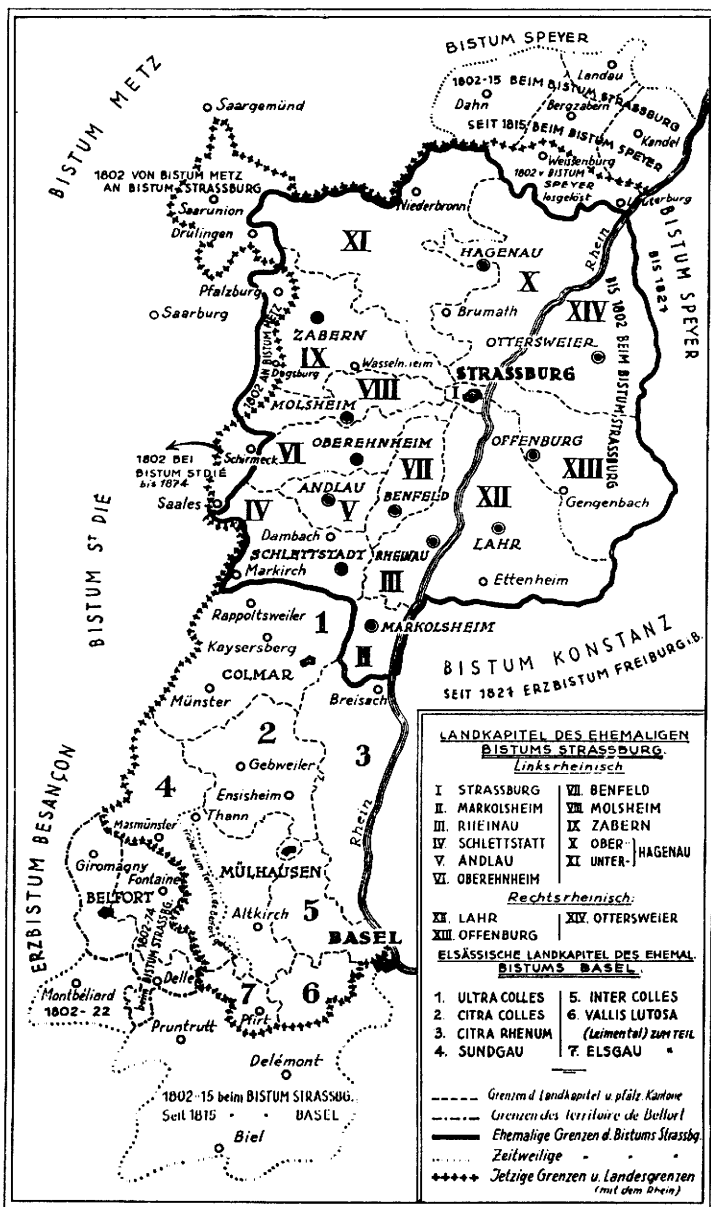 BISTUM SPEYER
BISTUM METZ
Landau
1802-15 BEIM BISTUM STRASSBURG
Dahn
Bergzabern
SEIT 1815 BEIM BISTUM SPEYER
Kandel
Saargemünd
Weissenburg
1802 v BISTUM
SPEYER
losgelöst
1802 VON BISTUM METZ
AN BISTUM STRASSBURG
Saarunion
Niederbronn
Lauterburg
Drülingen
XI
HAGENAU
Rhein
BISTUM SPEYER
BIS 1827
X
Pfalzburg
Saarburg
Brumath
XIV
BIS 1802 BEIM BISTUM STRASSBURG
ZABERN
OTTERSWEIER
IX
1802 AN BISTUM METZ
Dagsburg
Wasselnheim
STRASSBURG
VIII
I
MOLSHEIM
1802 BEI
BISTUM ST DIÉ
bis 1874
Schirmeck
VI
OBEREHNHEIM
OFFENBURG
VII
XIII
ANDLAU
Saales
IV
V
BENFELD
XII
Gengenbach
Dambach
LAHR
SCHLETTSTADT
RHEINAU
BISTUM ST DIÉ
Markirch
III
Ettenheim
Rappoltsweiler
1
MARKOLSHEIM
Kaysersberg
COLMAR
II
BISTUM KONSTANZ
SEIT 1827 ERZBISTUM FREIBURG i.B.
Münster
Breisach
2
3
4
Gebweiler
Ensisheim
Thann
Masmünster
Rhein
ERZBISTUM BESANÇON
Giromagny
MÜLHAUSEN
Fontaine
BELFORT
1802-74
beim BISTUM STRASSBG.
5
Altkirch
BASEL
Delle
Montbéliard
1802-22
7
6
Pfirt
Pruntrutt
Delémont
1802-15 beim BISTUM STRASSBG.
Seit 1815 " " BASEL
Biel
LANDKAPITEL DES EHEMALIGEN
BISTUMS STRASSBURG.
Linksrheinisch
I STRASSBURG
II. MARKOLSHEIM
III. RHEINAU
IV SCHLETTSTATT
V. ANDLAU
VI. OBEREHNHEIM
VII. BENFELD
VIII. MOLSHEIM
IX ZABERN
X OBER-
XI UNTER-
HAGENAU
Rechtsrheinisch:
XII. LAHR
XIII. OFFENBURG
XIV. OTTERSWEIER
ELSÄSSISCHE LANDKAPITEL DES EHEMAL.
BISTUMS BASEL.
1. ULTRA COLLES
2 CITRA COLLES
3. CITRA RHENUM
4. SUNDGAU
5. INTER COLLES
6. VALLIS LUTOSA
(Leimental) ZUM TEIL
7. ELSGAU "
Grenzen d Landkapitel u. pfälz. Kantone
Grenzen des territoire de Belfort
Ehemalige Grenzen d. Bistums Strassbg.
Zeitweilige " " "
Jetzige Grenzen u. Landesgrenzen
(mit dem Rhein)